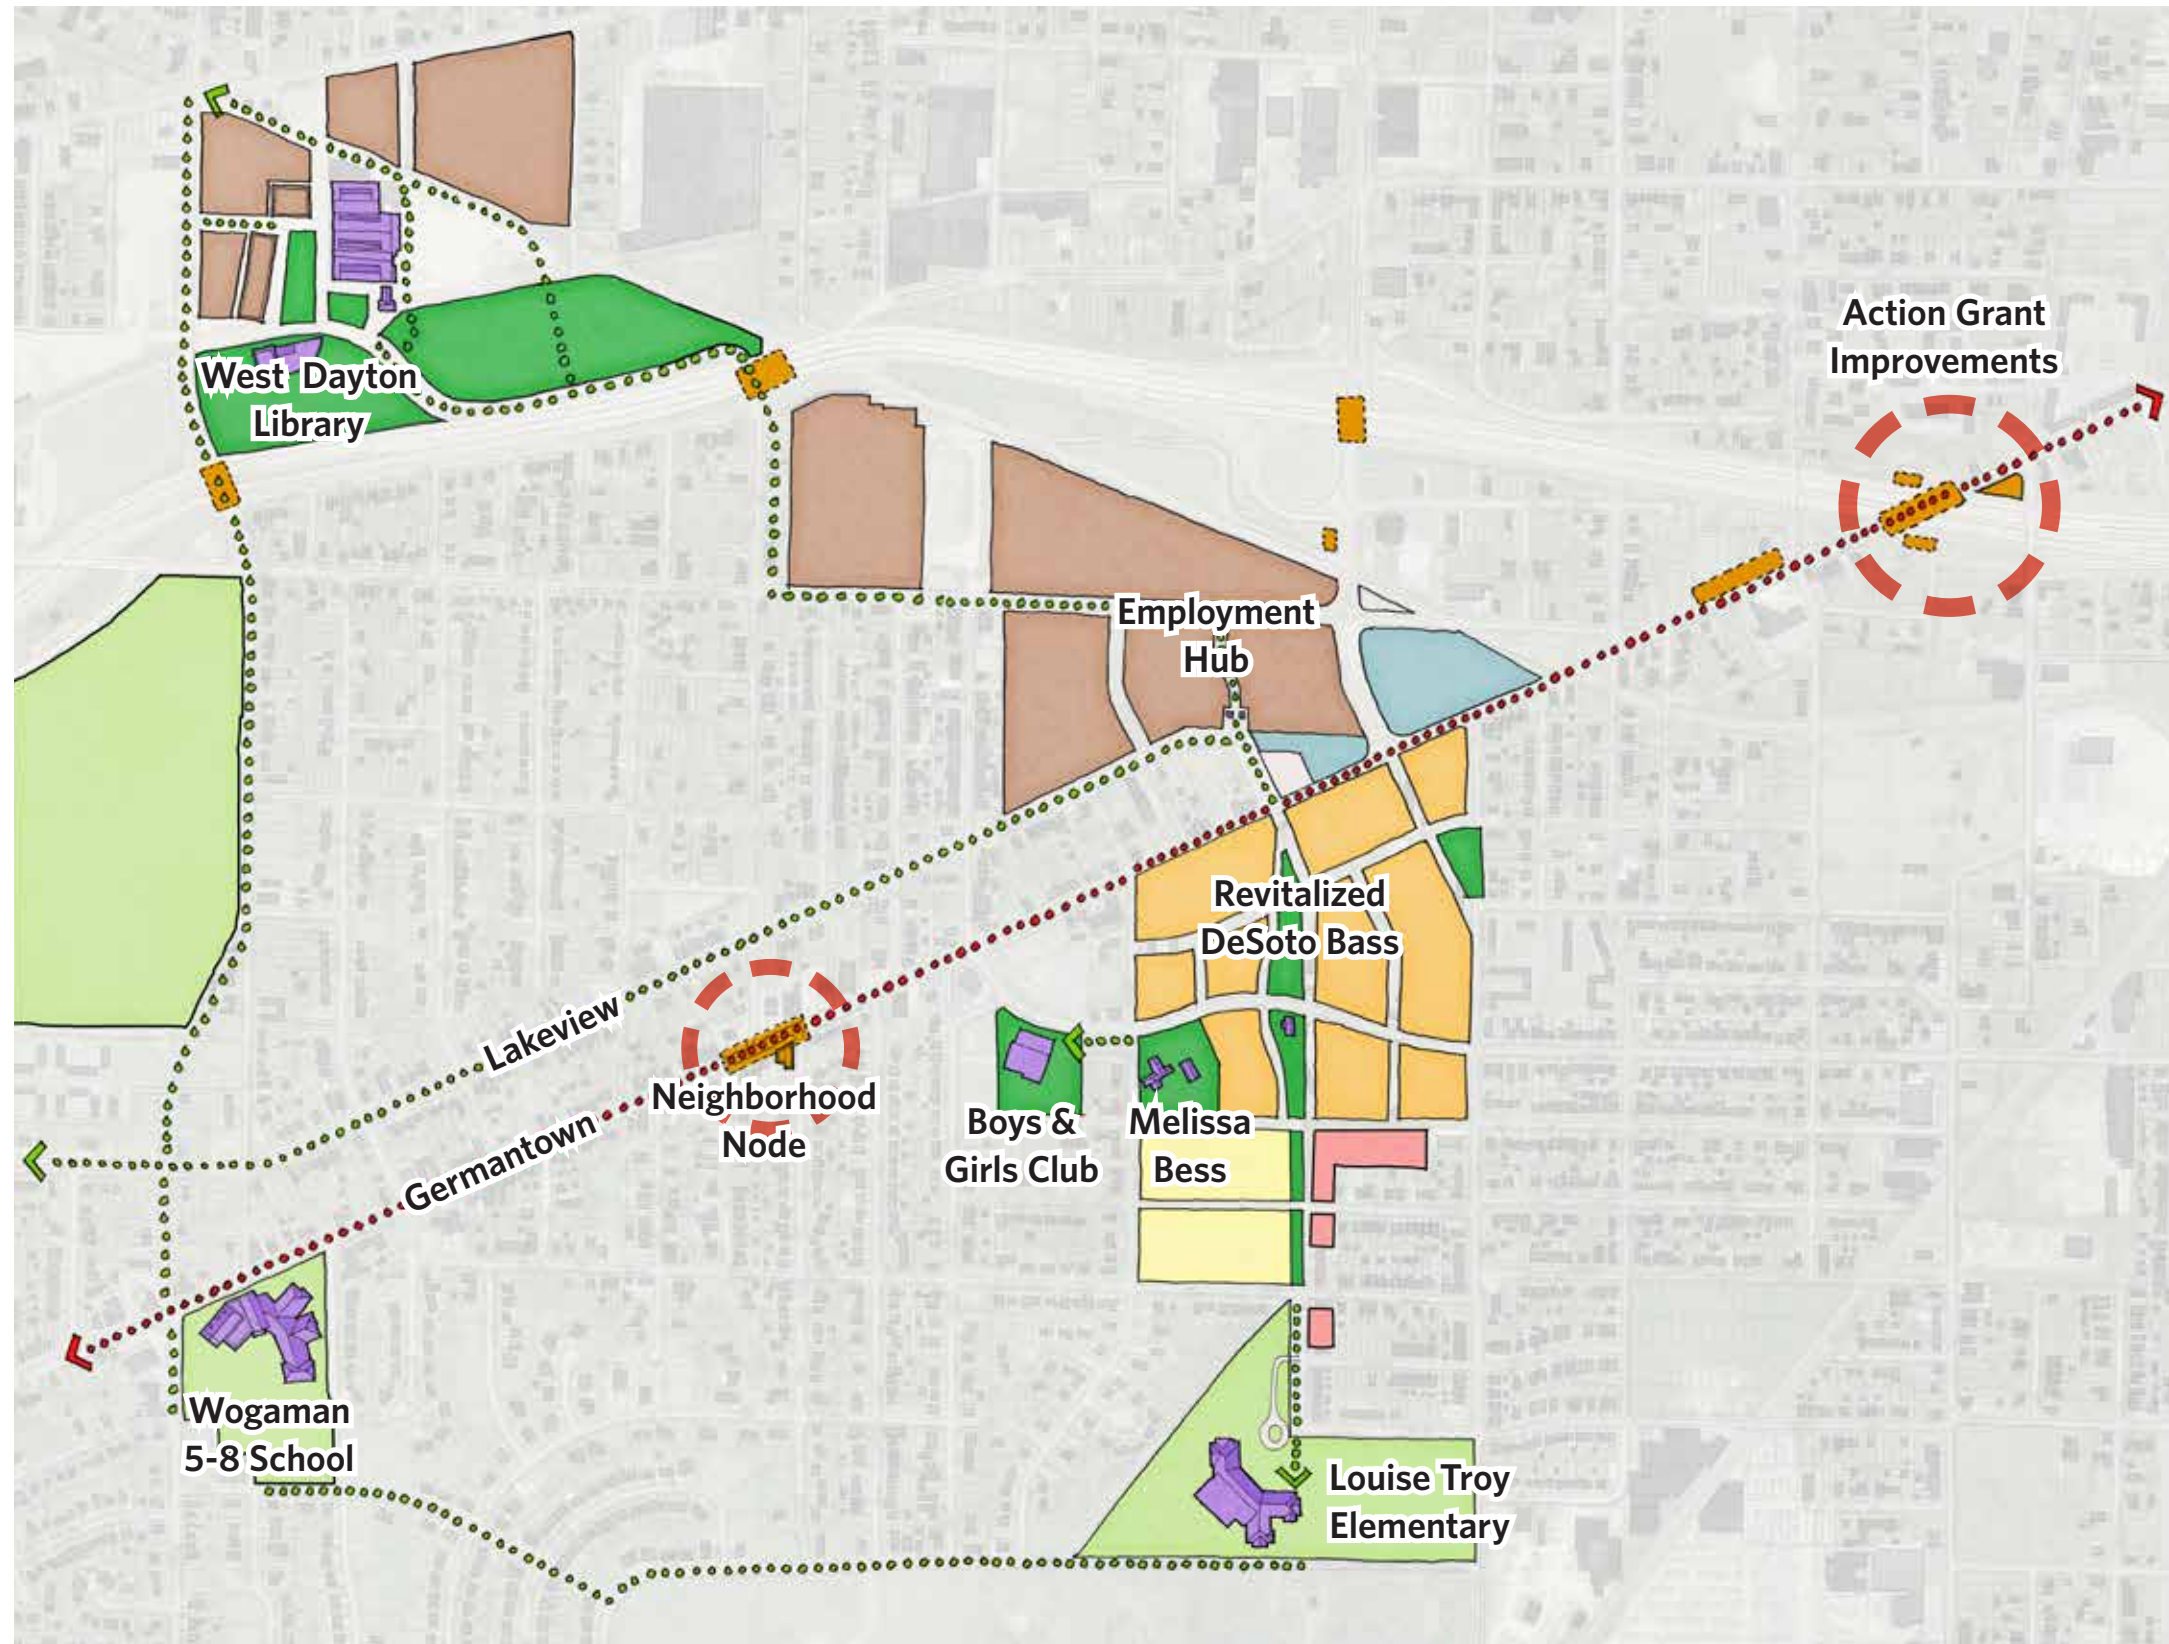 Action Grant
Improvements
West Dayton
Library
Employment
Hub
Revitalized
DeSoto Bass
Lakeview
Neighborhood
Node
Germantown
Boys &
Girls Club
Melissa
Bess
Wogaman
5-8 School
Louise Troy
Elementary